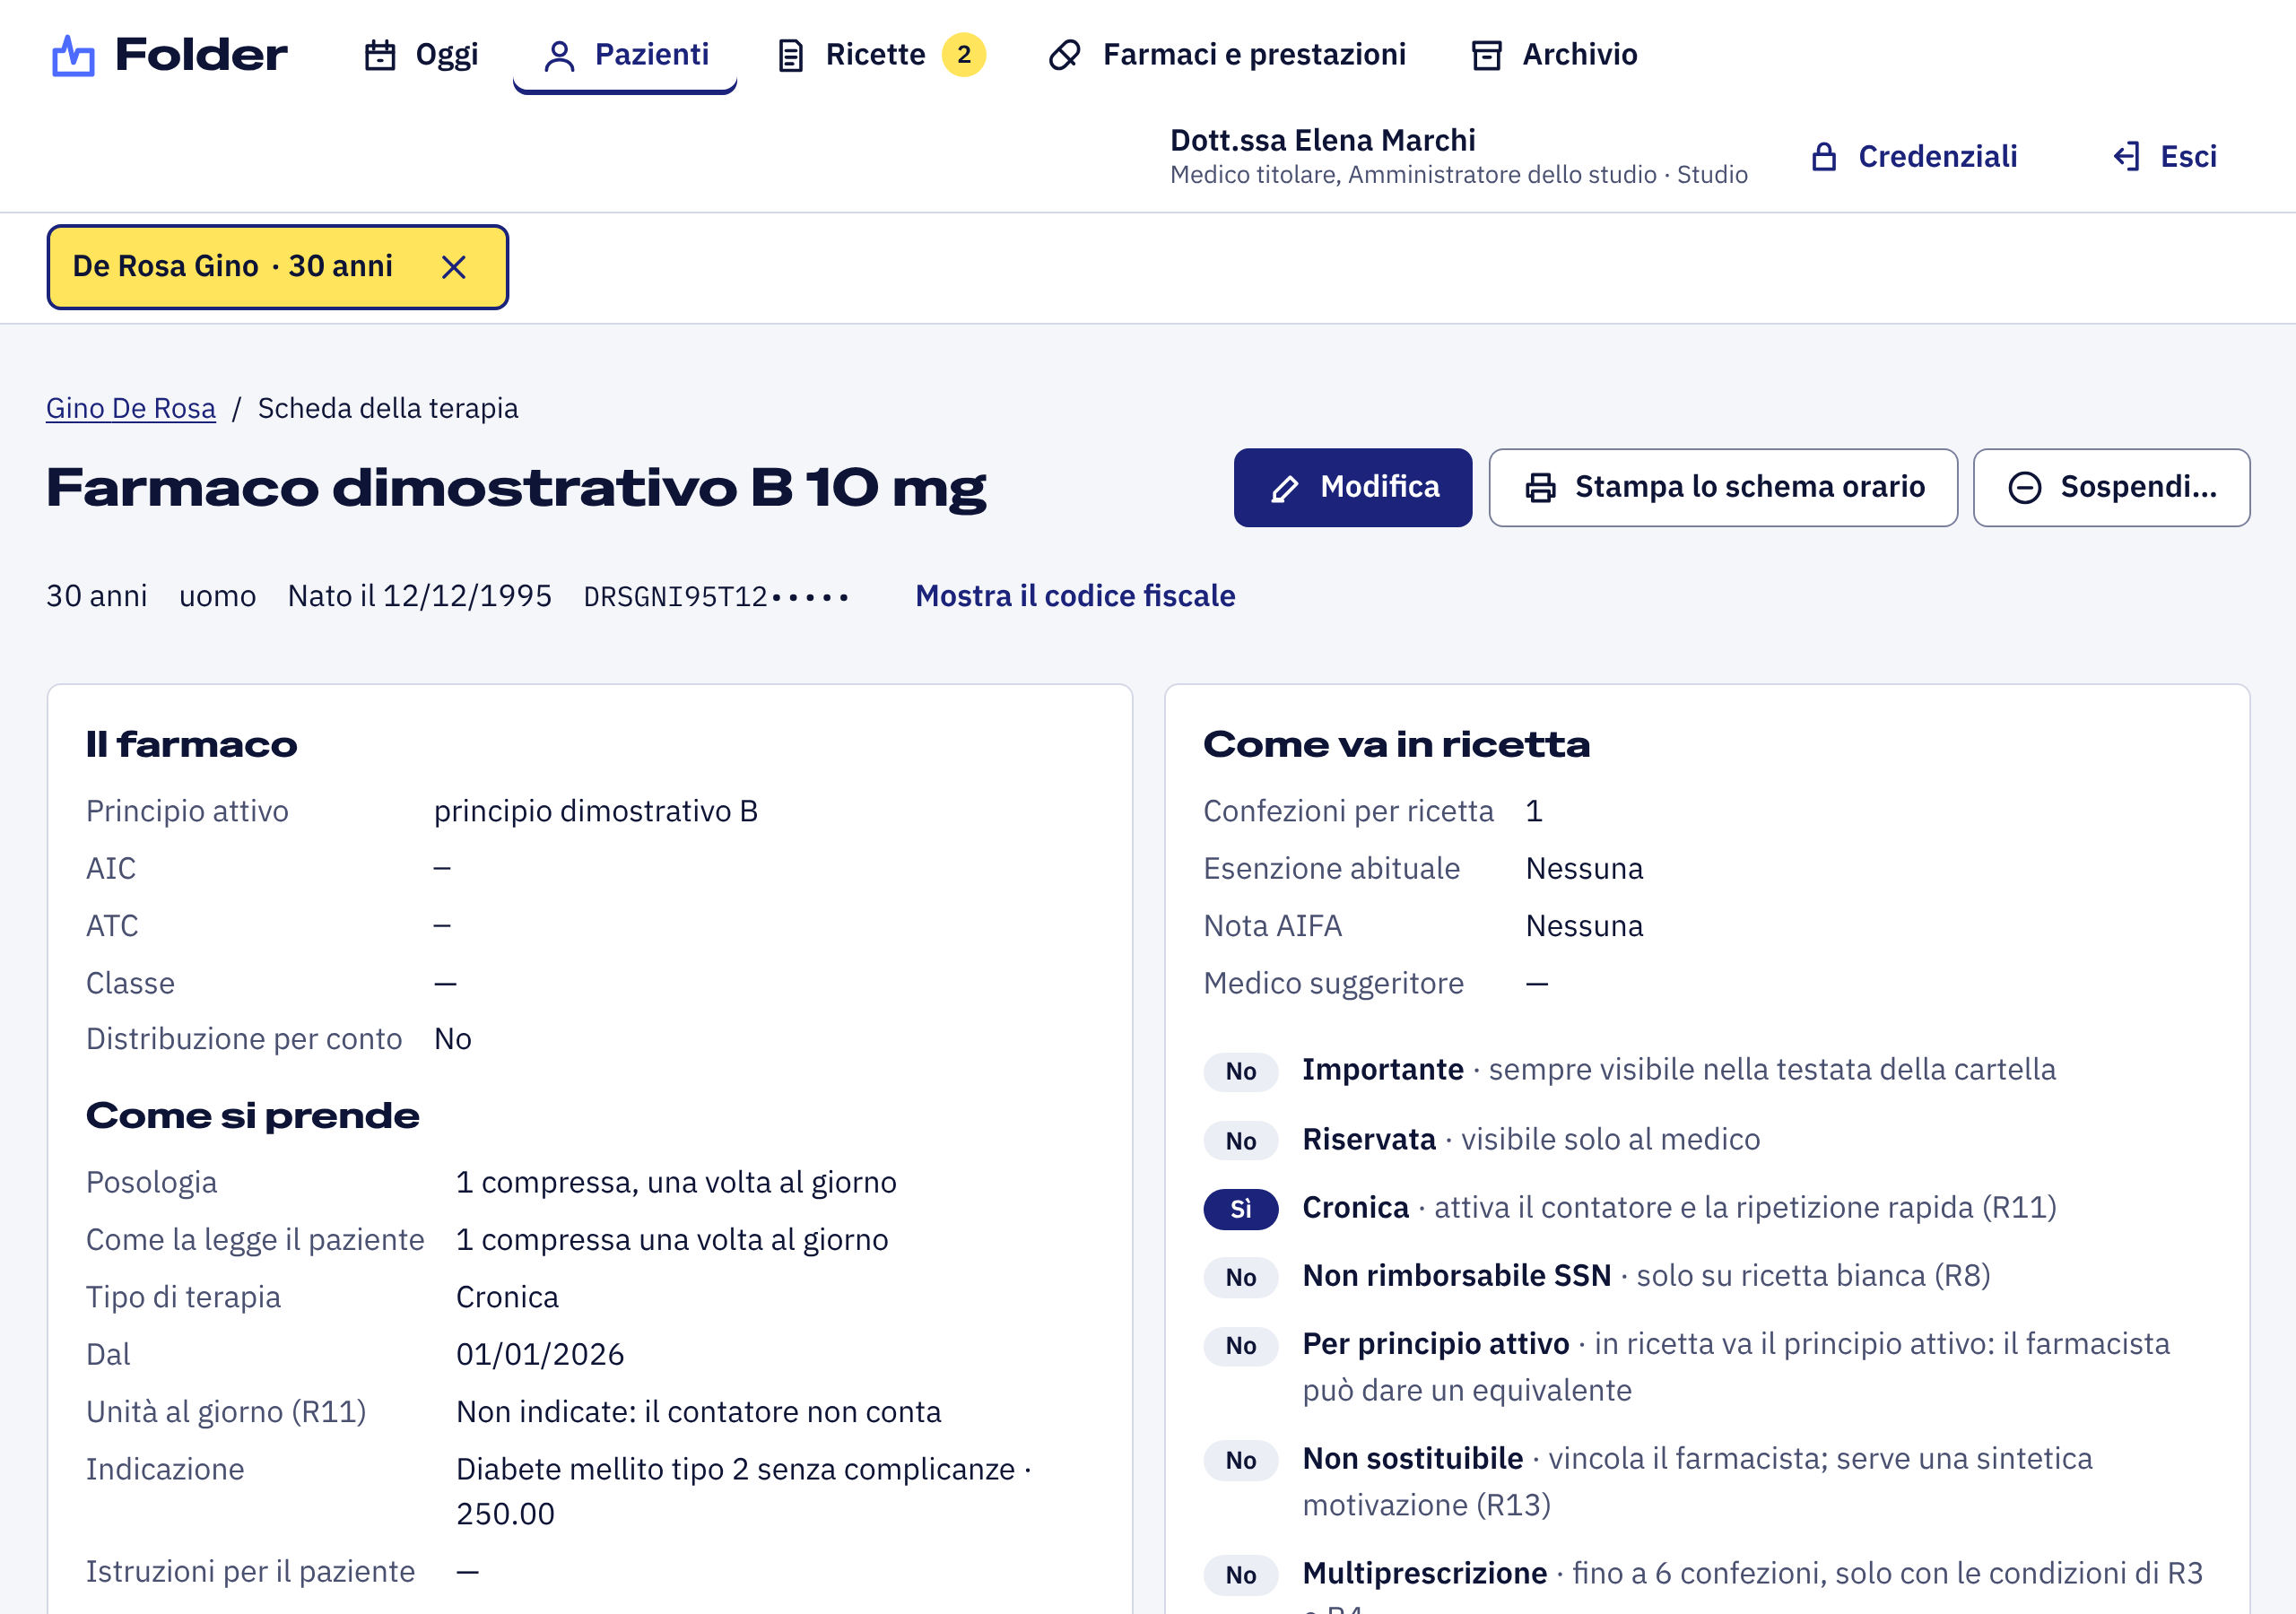 Folder
Oggi
Pazienti
Ricette 2
Farmaci e prestazioni
Archivio
Dott.ssa Elena Marchi
Medico titolare, Amministratore dello studio · Studio
Credenziali
Esci
De Rosa Gino · 30 anni
Gino De Rosa / Scheda della terapia
Farmaco dimostrativo B 10 mg
Modifica
Stampa lo schema orario
Sospendi...
30 anni uomo Nato il 12/12/1995 DRSGNI95T12••••• Mostra il codice fiscale
Il farmaco
Principio attivo principio dimostrativo B
AIC –
ATC –
Classe —
Distribuzione per conto No
Come si prende
Posologia 1 compressa, una volta al giorno
Come la legge il paziente 1 compressa una volta al giorno
Tipo di terapia Cronica
Dal 01/01/2026
Unità al giorno (R11) Non indicate: il contatore non conta
Indicazione Diabete mellito tipo 2 senza complicanze ·
250.00
Istruzioni per il paziente —
Come va in ricetta
Confezioni per ricetta 1
Esenzione abituale Nessuna
Nota AIFA Nessuna
Medico suggeritore —
No Importante · sempre visibile nella testata della cartella
No Riservata · visibile solo al medico
Sì Cronica · attiva il contatore e la ripetizione rapida (R11)
No Non rimborsabile SSN · solo su ricetta bianca (R8)
No Per principio attivo · in ricetta va il principio attivo: il farmacista
può dare un equivalente
No Non sostituibile · vincola il farmacista; serve una sintetica
motivazione (R13)
No Multiprescrizione · fino a 6 confezioni, solo con le condizioni di R3